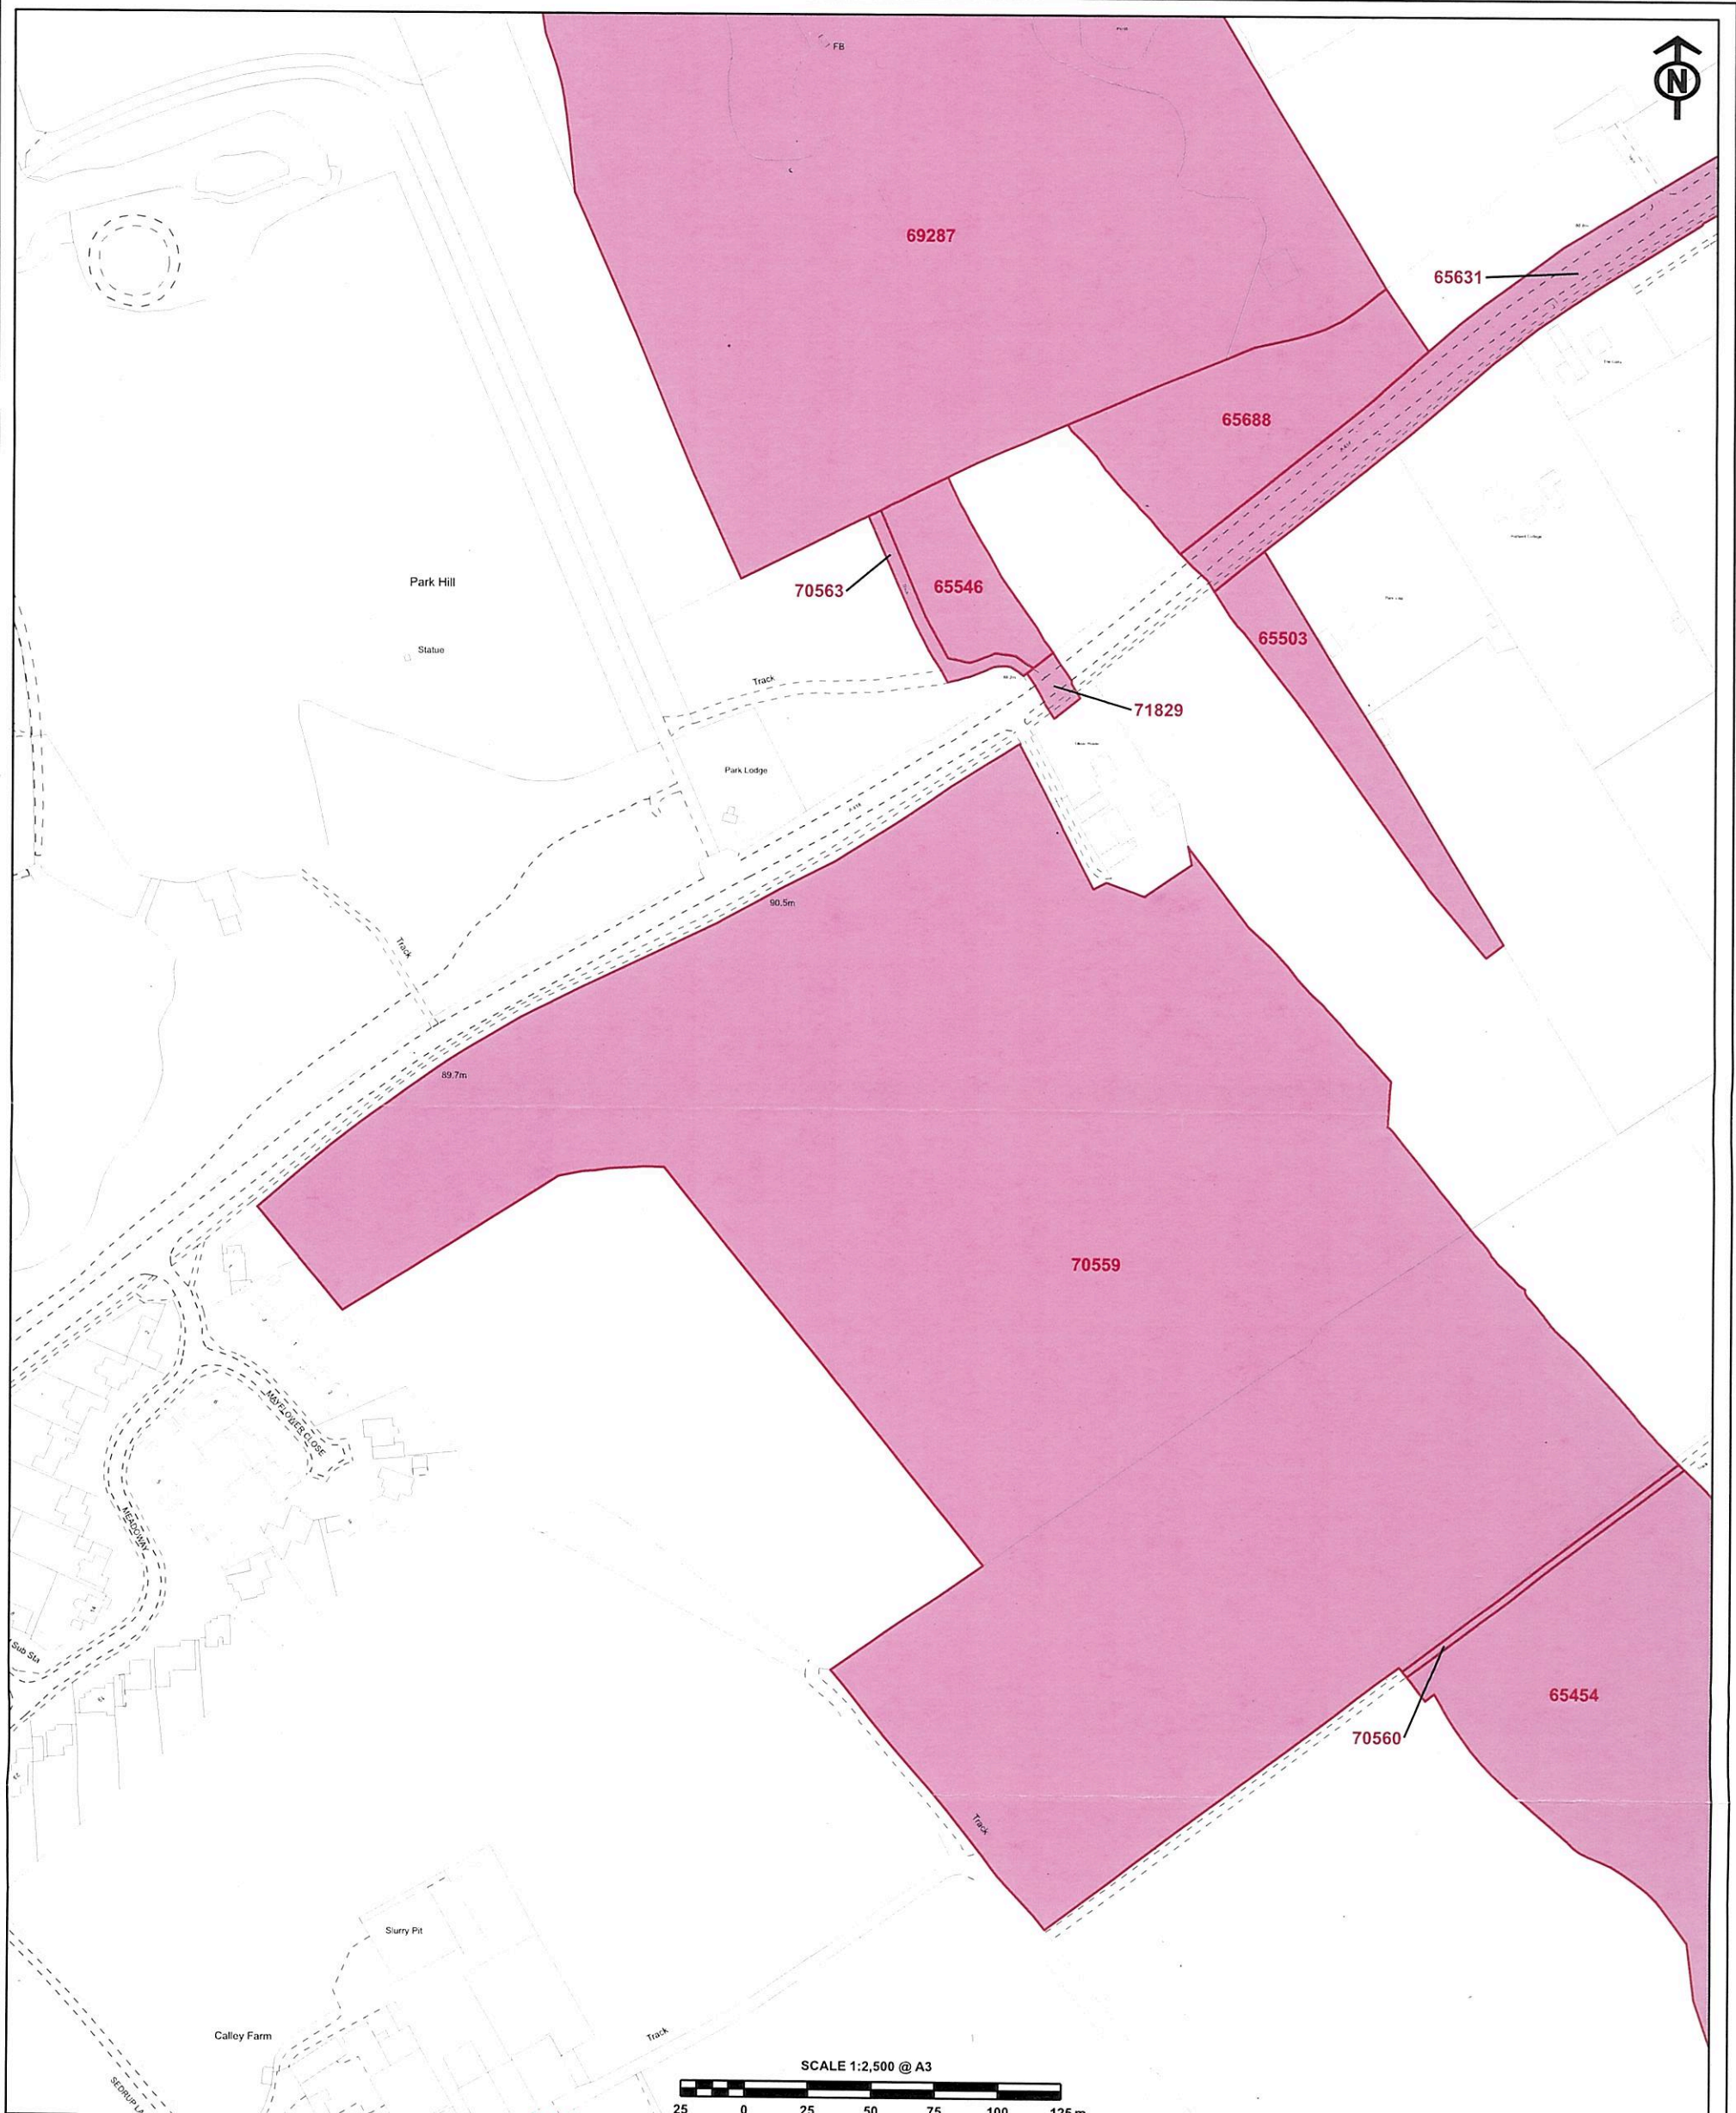 FB
N
69287
65631
65688
70563
65546
Park Hill
65503
Statue
Track
71829
Park Lodge
A 418
90.5m
Track
89.7m
70559
MAYFLOWER CLOSE
MEADOWAY
Sub Sta
65454
70560
Track
Slurry Pit
Calley Farm
Track
SCALE 1:2,500 @ A3
25 0 25 50 75 100 125 m